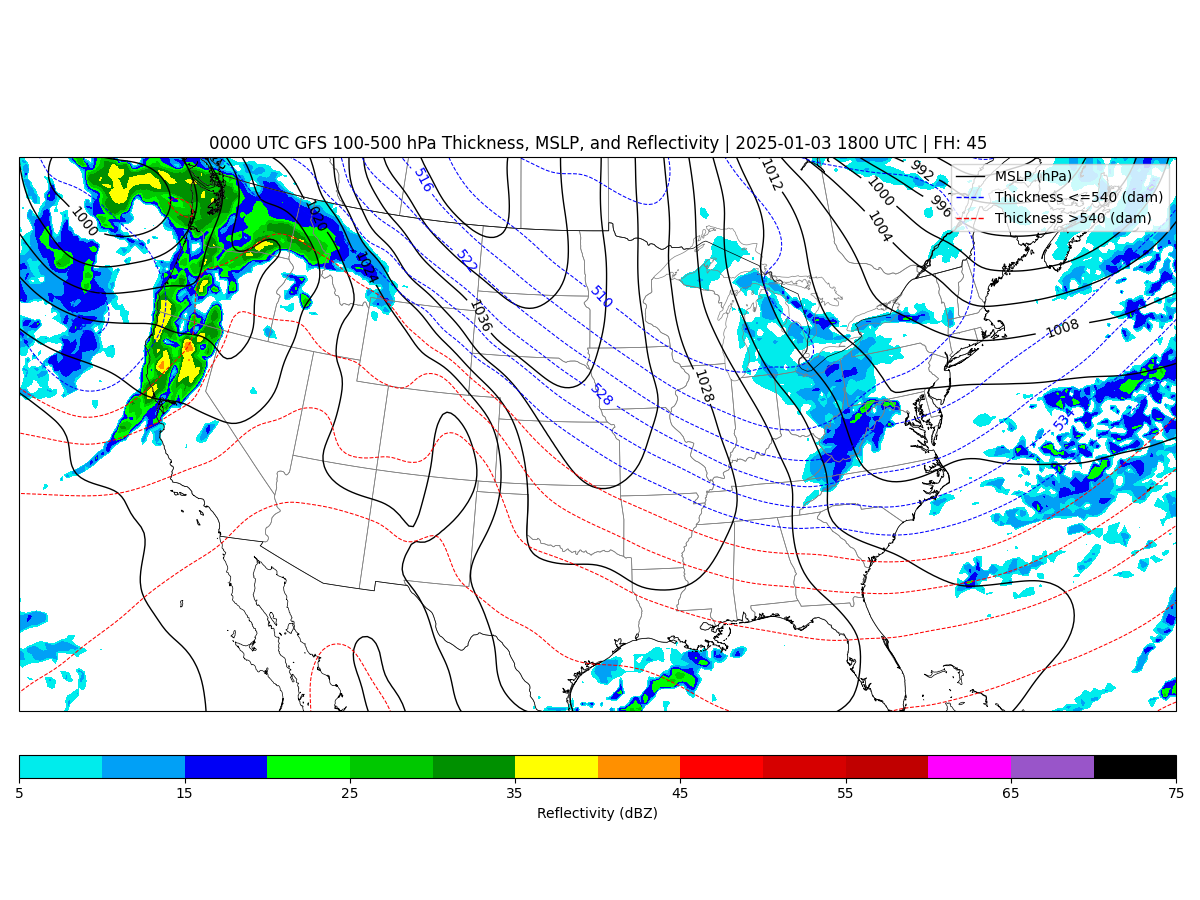 0000 UTC GFS 100-500 hPa Thickness, MSLP, and Reflectivity | 2025-01-03 1800 UTC | FH: 45
MSLP (hPa)
Thickness <=540 (dam)
Thickness >540 (dam)
992
996
1000
1004
1012
516
1000
522
510
1036
1008
1028
528
534
5 15 25 35 45 55 65 75
Reflectivity (dBZ)